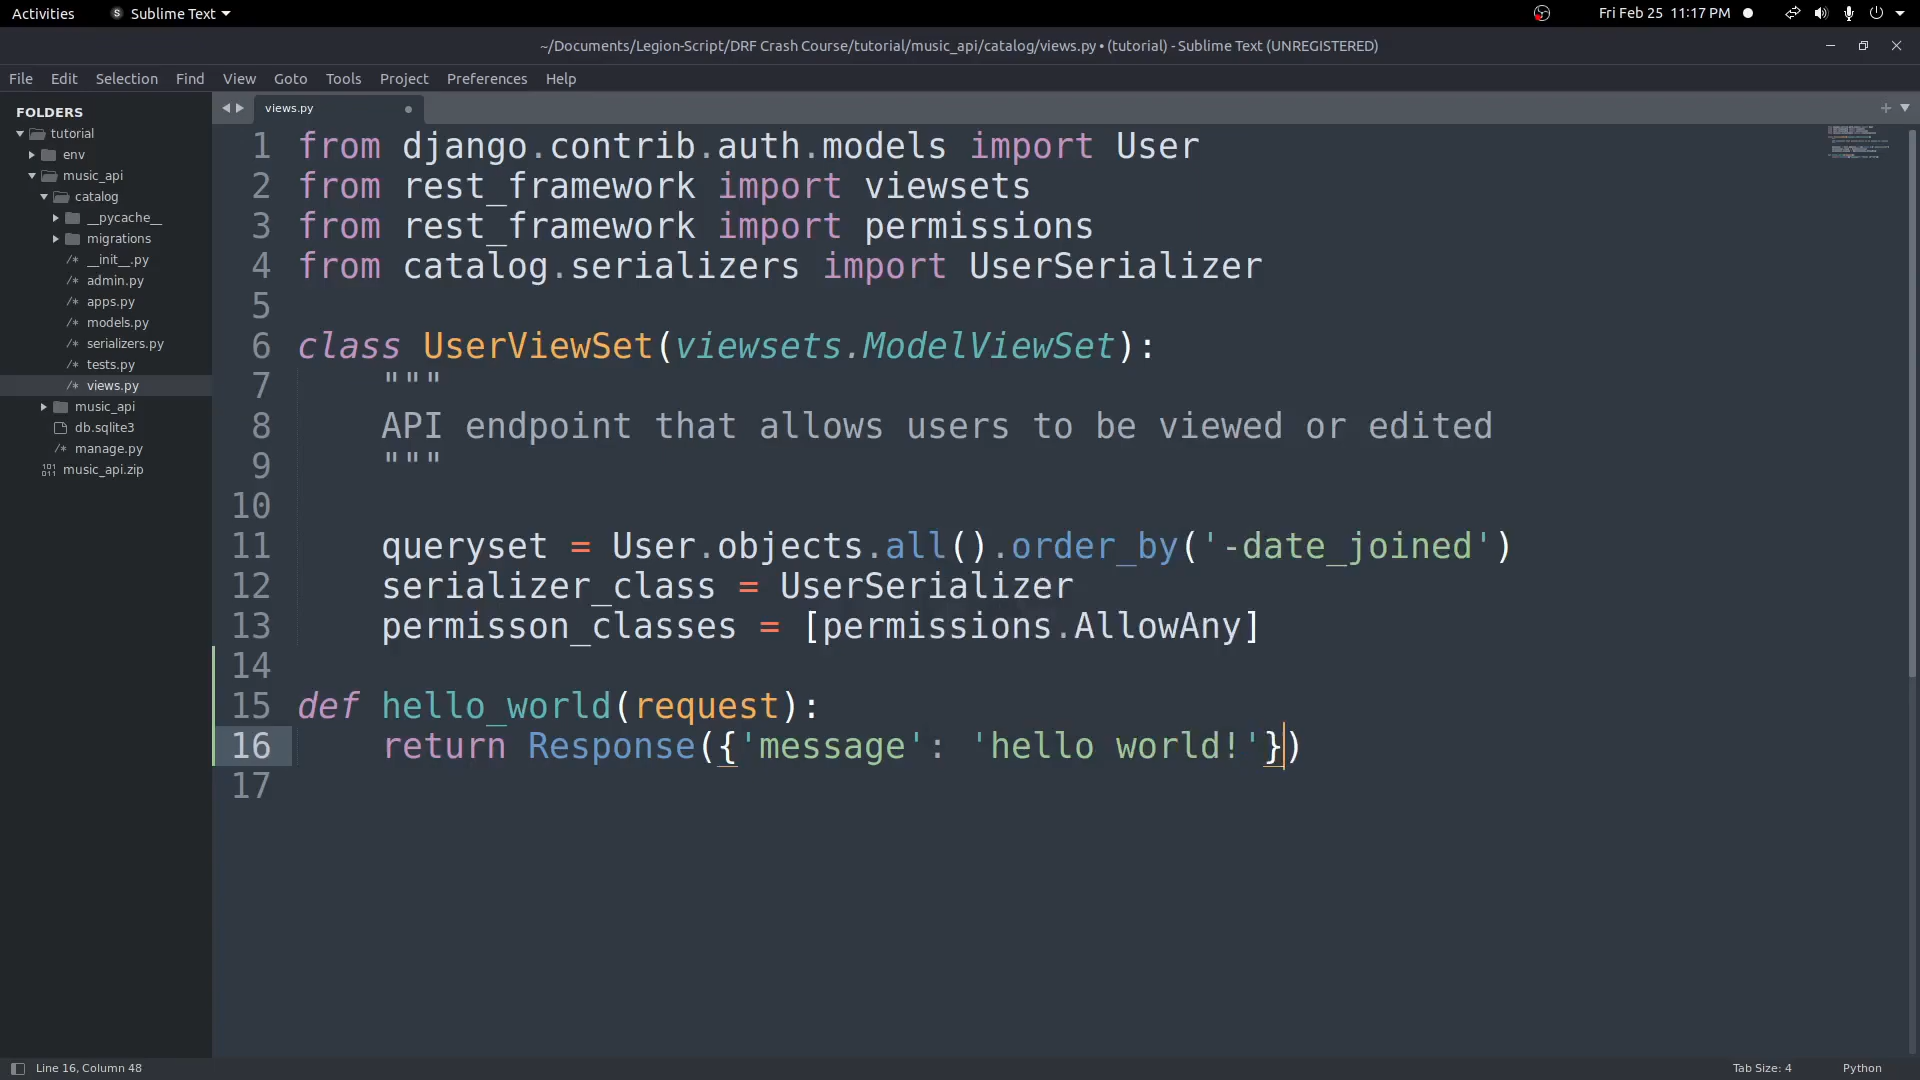 Activities
Sublime Text
Fri Feb 25 11:17 PM
~/Documents/Legion-Script/DRF Crash Course/tutorial/music_api/catalog/views.py • (tutorial) - Sublime Text (UNREGISTERED)
File Edit Selection Find View Goto Tools Project Preferences Help
FOLDERS
tutorial
env
music_api
catalog
__pycache__
migrations
/* __init__.py
/* admin.py
/* apps.py
/* models.py
/* serializers.py
/* tests.py
/* views.py
music_api
db.sqlite3
/* manage.py
music_api.zip
views.py
1 from django.contrib.auth.models import User
2 from rest_framework import viewsets
3 from rest_framework import permissions
4 from catalog.serializers import UserSerializer
5
6 class UserViewSet(viewsets.ModelViewSet):
7     """
8     API endpoint that allows users to be viewed or edited
9     """
10
11     queryset = User.objects.all().order_by('-date_joined')
12     serializer_class = UserSerializer
13     permisson_classes = [permissions.AllowAny]
14
15 def hello_world(request):
16     return Response({'message': 'hello world!'})
17
Line 16, Column 48
Tab Size: 4
Python